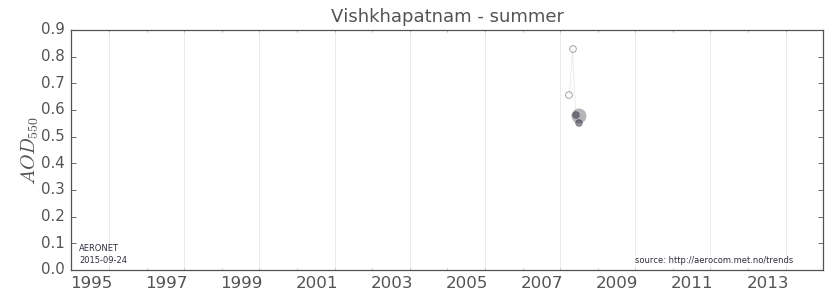 Vishkhapatnam - summer
0.9
0.8
0.7
0.6
0.5
0.4
0.3
0.2
0.1
0.0
AOD550
AERONET
2015-09-24
source: http://aerocom.met.no/trends
1995 1997 1999 2001 2003 2005 2007 2009 2011 2013